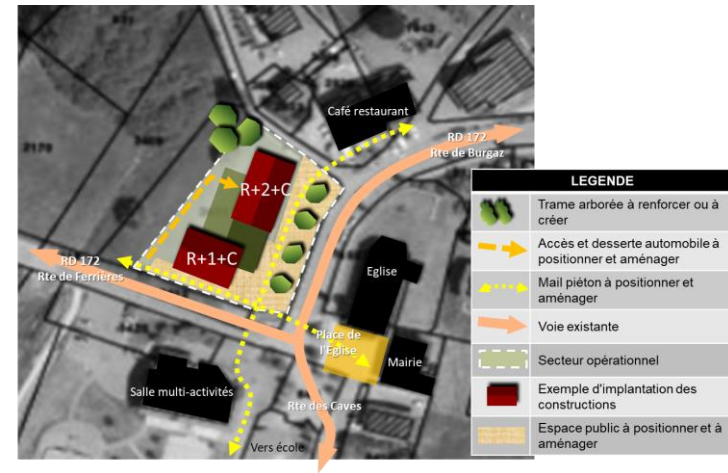 Café restaurant
RD 172
Rte de Burgaz
R+2+C
R+1+C
RD 172
Rte de Ferrières
Eglise
Place de
l'Église
Mairie
Salle multi-activités
Rte des Caves
Vers école
LEGENDE
Trame arborée à renforcer ou à
créer
Accès et desserte automobile à
positionner et aménager
Mail piéton à positionner et
aménager
Voie existante
Secteur opérationnel
Exemple d'implantation des
constructions
Espace public à positionner et à
aménager